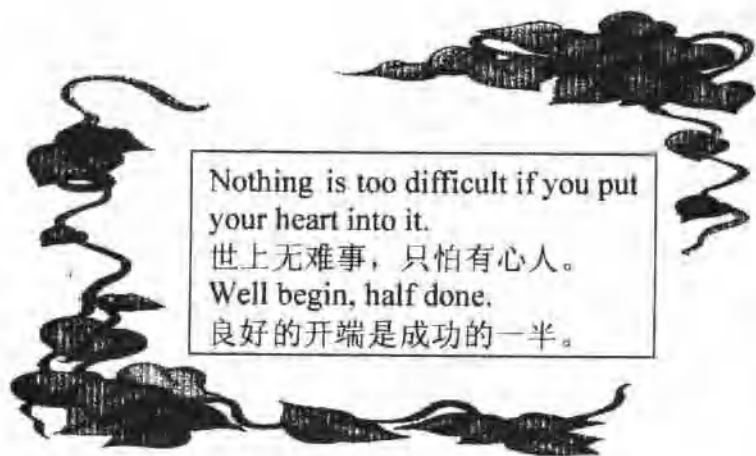 Nothing is too difficult if you put
your heart into it.
世上无难事，只怕有心人。
Well begin, half done.
良好的开端是成功的一半。